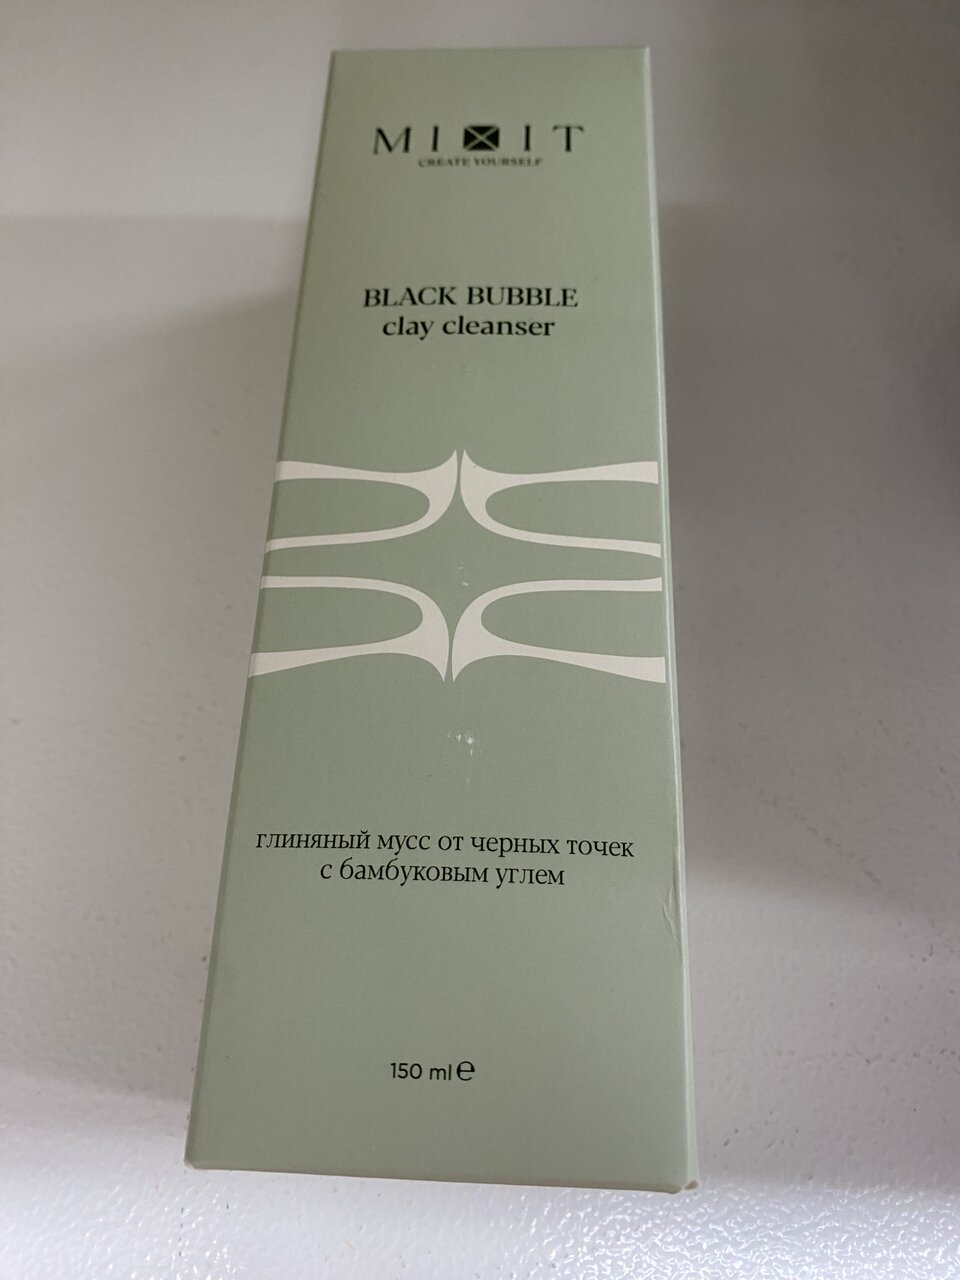 MIXIT
CREATE YOURSELF
BLACK BUBBLE
clay cleanser
глиняный мусс от черных точек
с бамбуковым углем
150 ml e